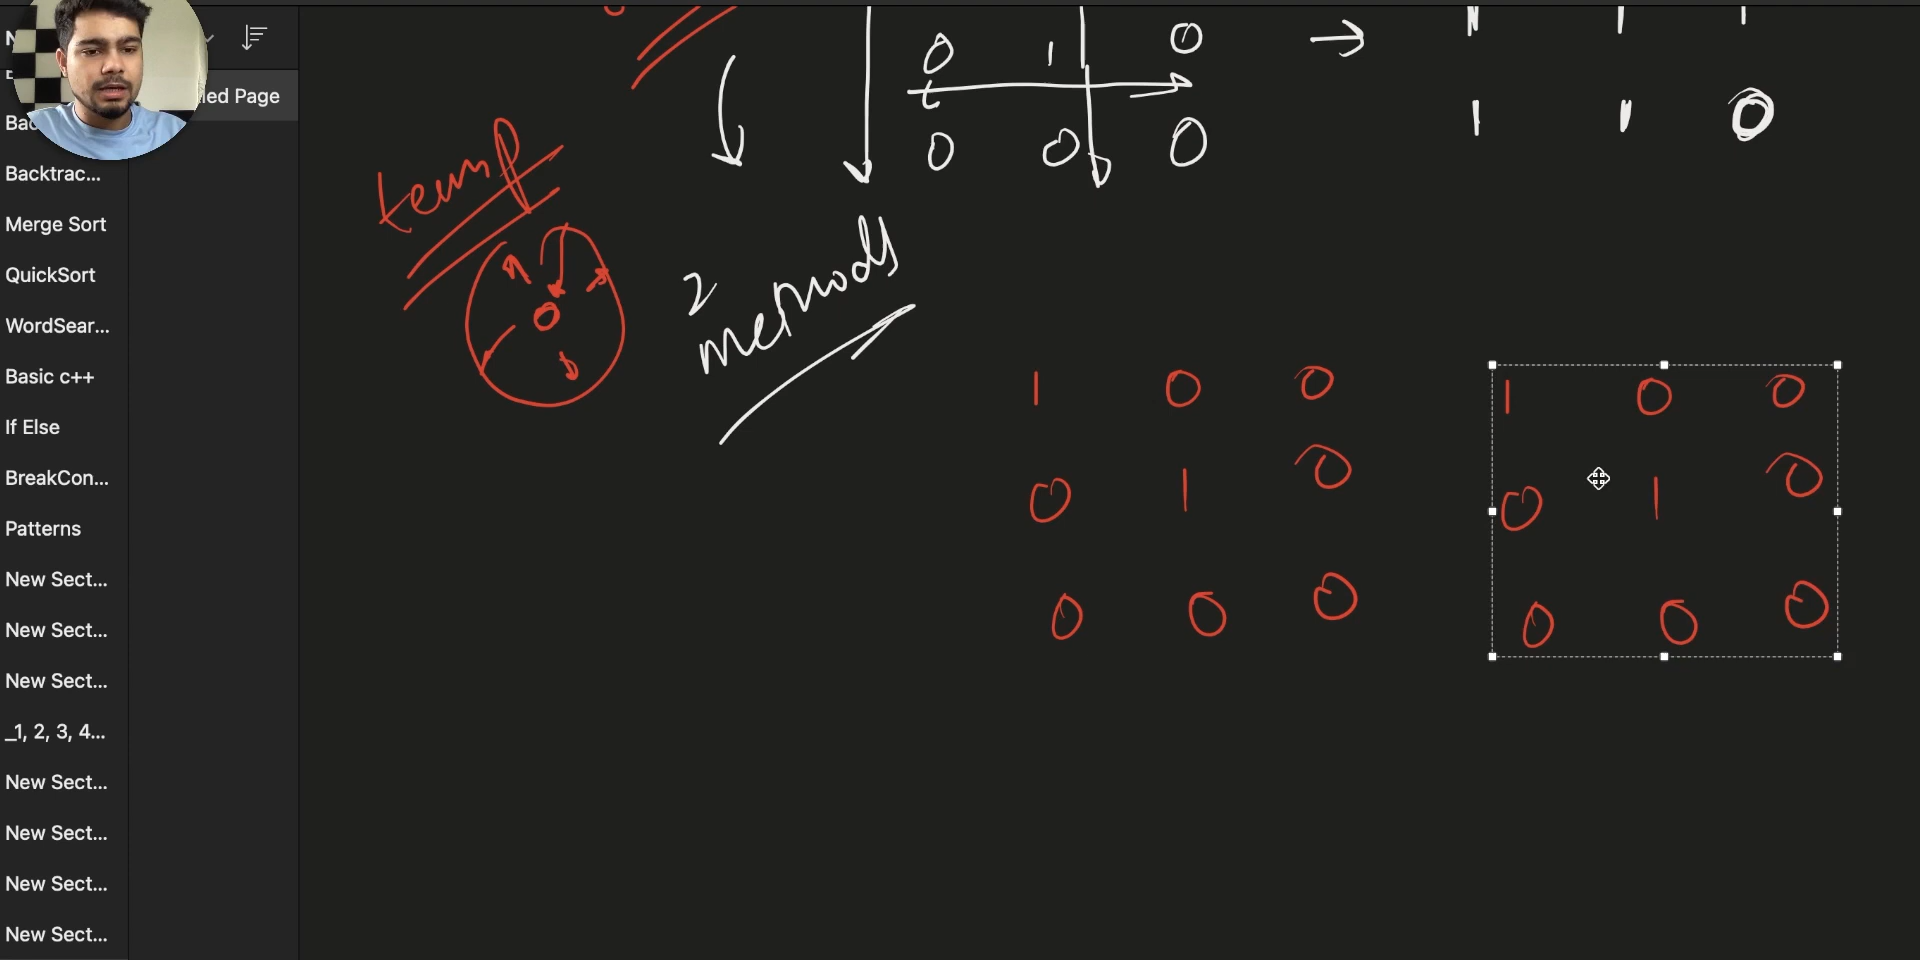 led Page
Bac
Backtrac...
Merge Sort
QuickSort
WordSear...
Basic c++
If Else
BreakCon...
Patterns
New Sect...
New Sect...
New Sect...
_1, 2, 3, 4...
New Sect...
New Sect...
New Sect...
New Sect...
0 1 0 →
0 0 0
1 1 0
temp
0
2
methods
1 0 0
0 1 0
0 0 0
1 0 0
0 1 0
0 0 0